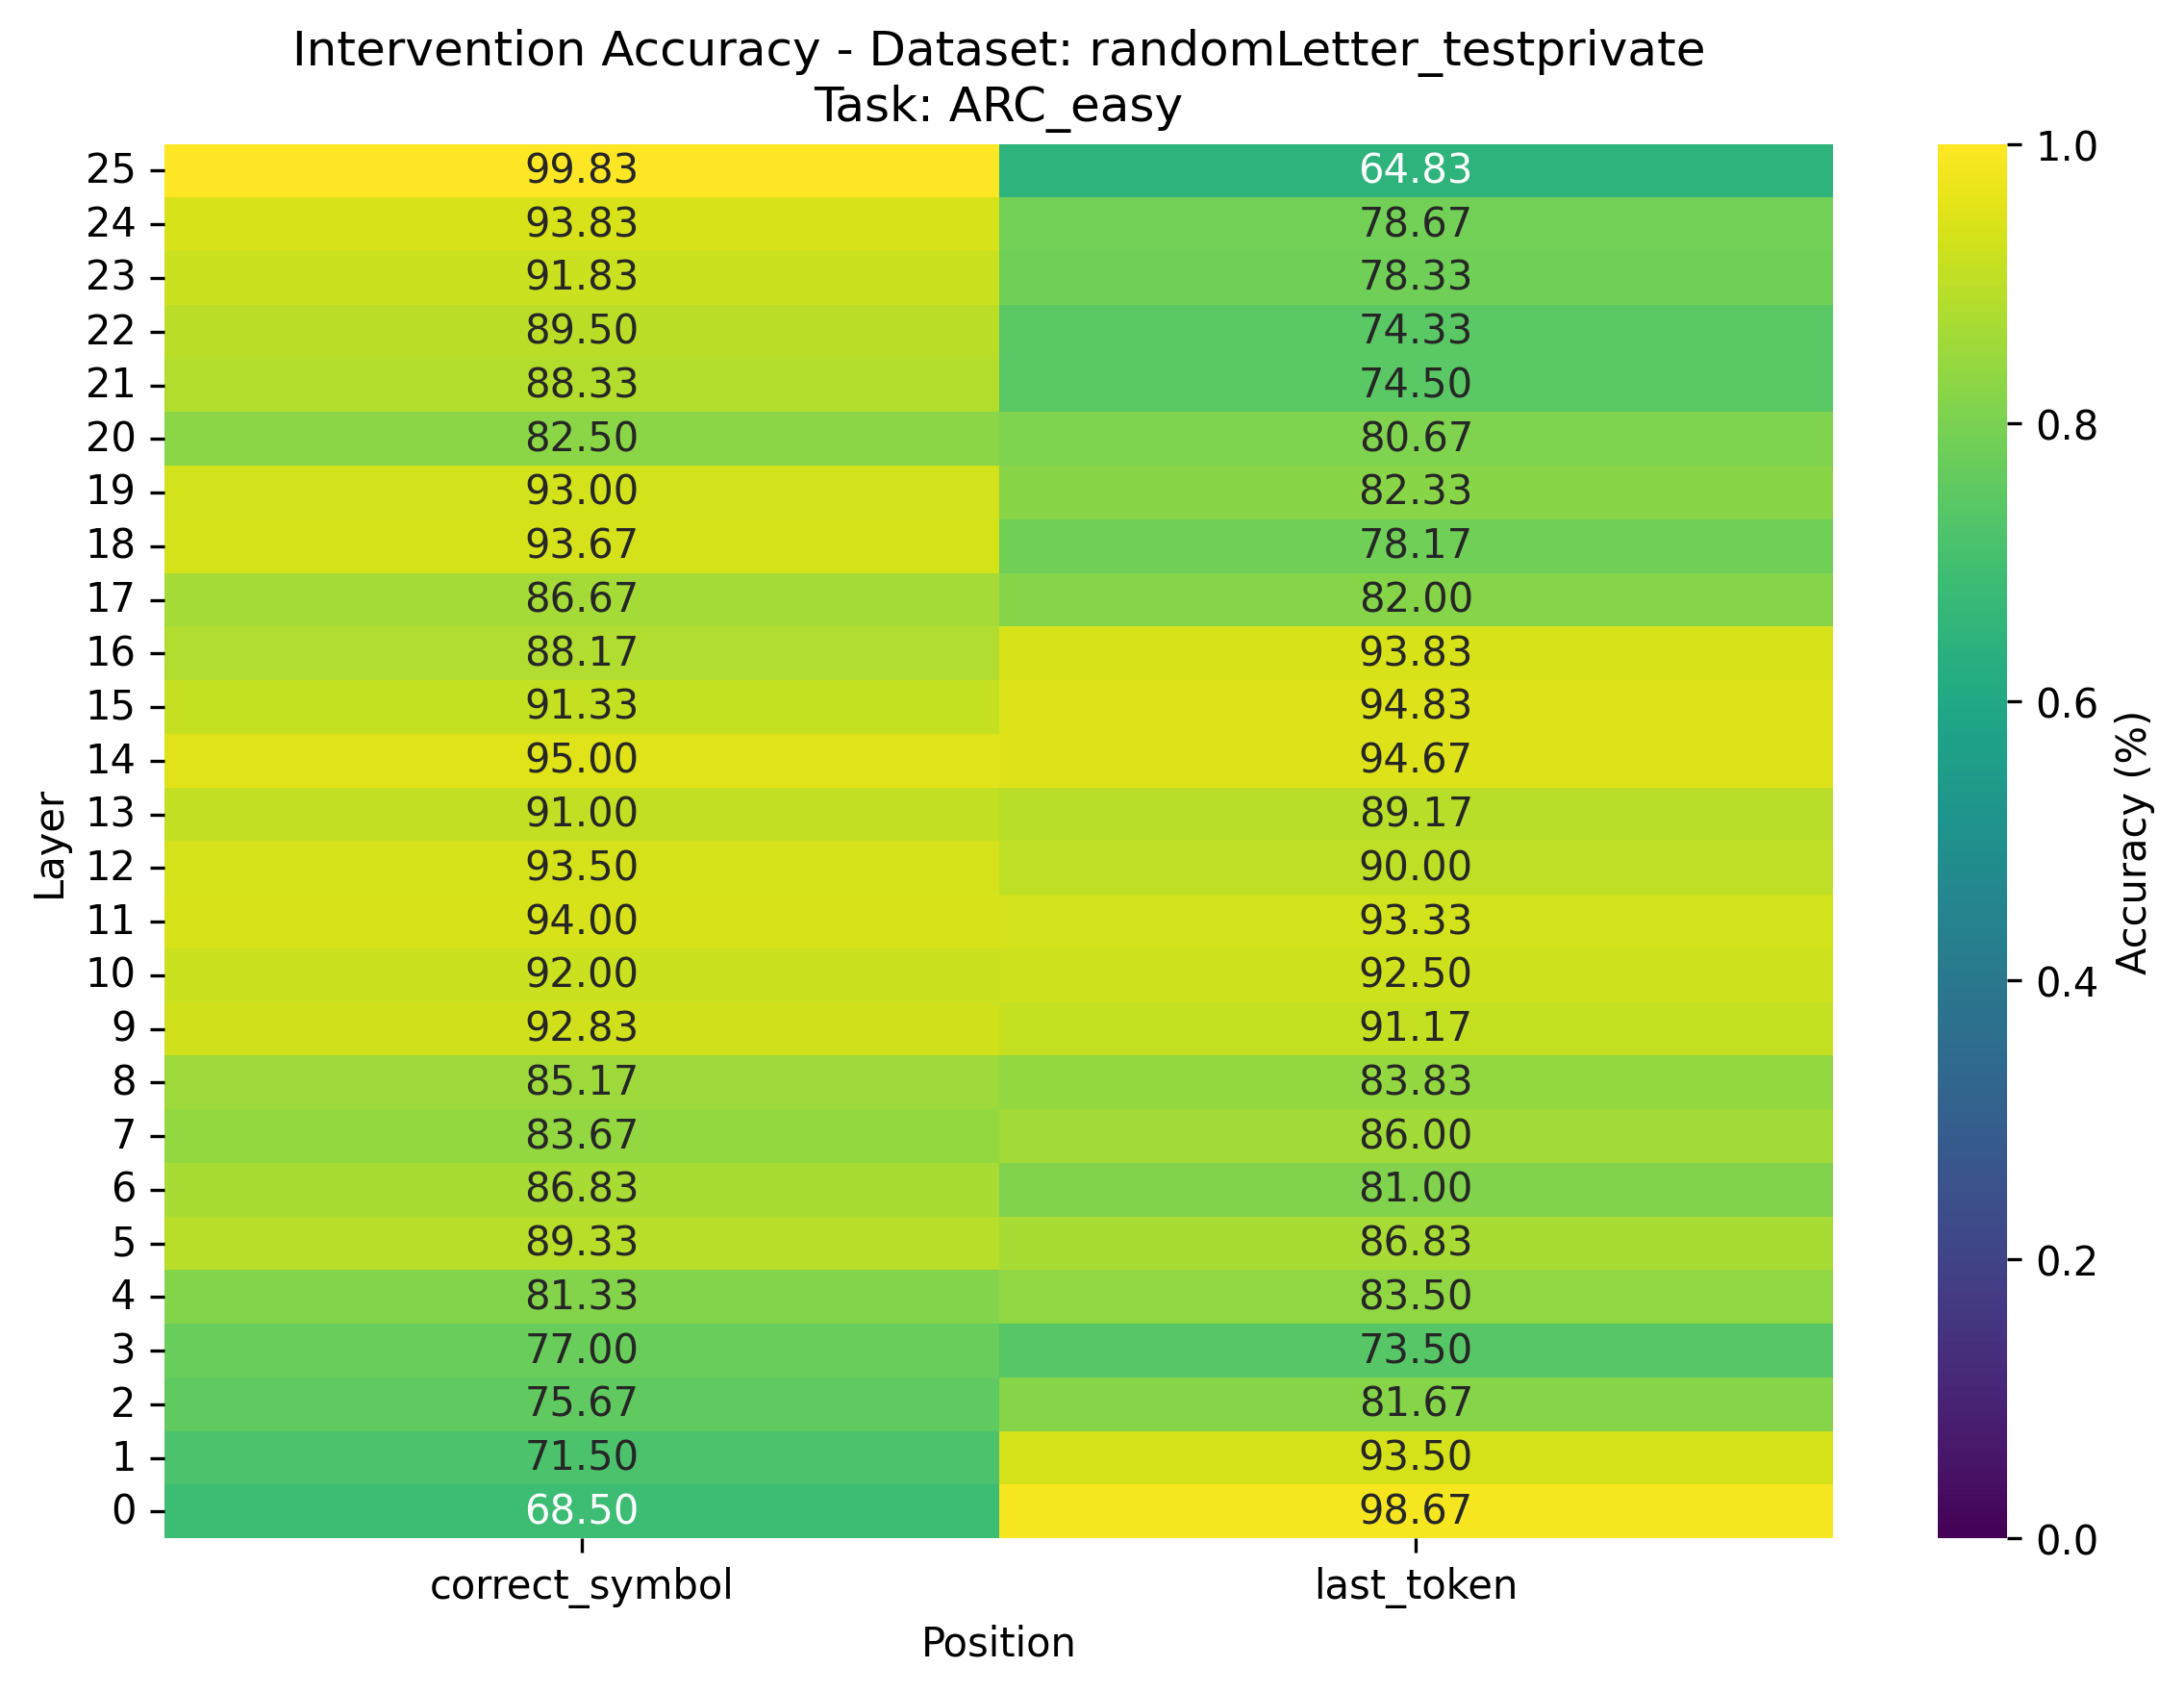 Intervention Accuracy - Dataset: randomLetter_testprivate
Task: ARC_easy
25 99.83 64.83
24 93.83 78.67
23 91.83 78.33
22 89.50 74.33
21 88.33 74.50
20 82.50 80.67
19 93.00 82.33
18 93.67 78.17
17 86.67 82.00
16 88.17 93.83
15 91.33 94.83
14 95.00 94.67
13 91.00 89.17
12 93.50 90.00
11 94.00 93.33
10 92.00 92.50
9 92.83 91.17
8 85.17 83.83
7 83.67 86.00
6 86.83 81.00
5 89.33 86.83
4 81.33 83.50
3 77.00 73.50
2 75.67 81.67
1 71.50 93.50
0 68.50 98.67
correct_symbol last_token
Position
Layer
1.0
0.8
0.6
0.4
0.2
0.0
Accuracy (%)